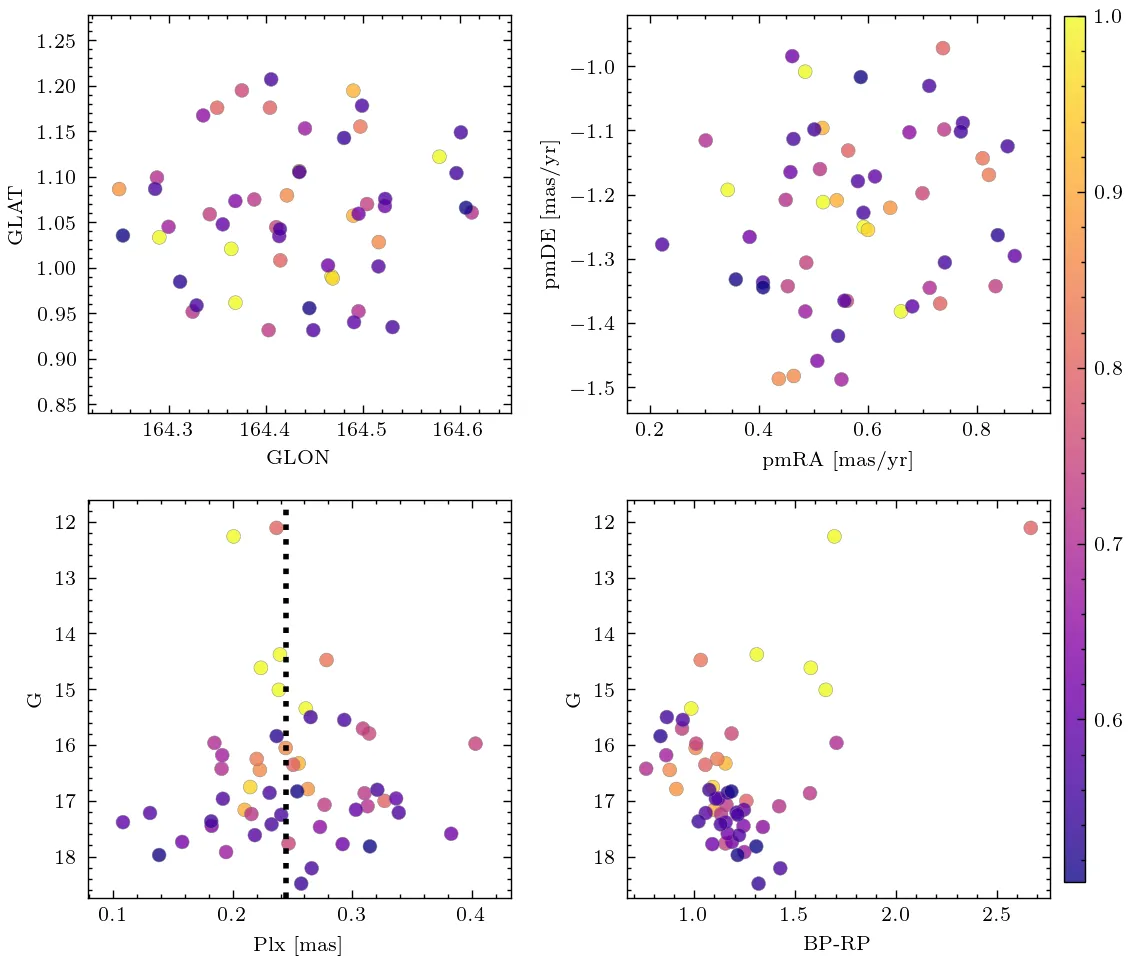 1.25
1.20
1.15
1.10
1.05
1.00
0.95
0.90
0.85
GLAT
164.3 164.4 164.5 164.6
GLON
−1.0
−1.1
−1.2
−1.3
−1.4
−1.5
pmDE [mas/yr]
0.2 0.4 0.6 0.8
pmRA [mas/yr]
1.0
0.9
0.8
0.7
0.6
12
13
14
15
16
17
18
G
0.1 0.2 0.3 0.4
Plx [mas]
12
13
14
15
16
17
18
G
1.0 1.5 2.0 2.5
BP-RP